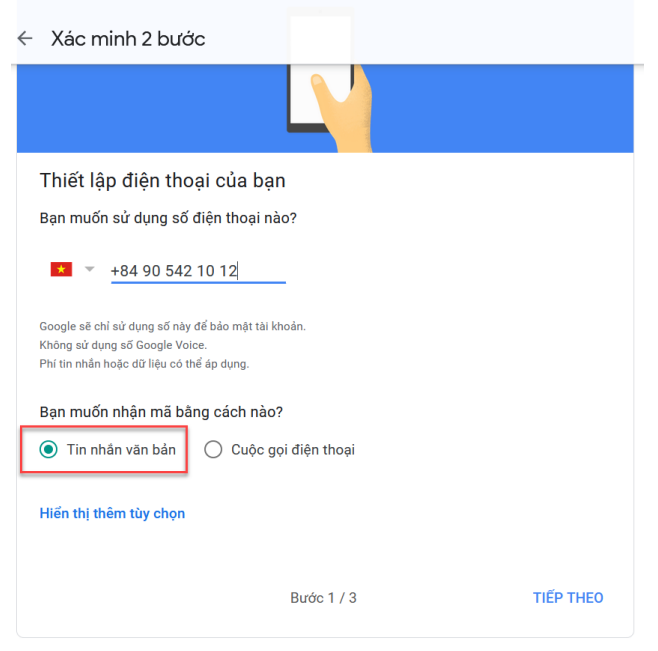 Xác minh 2 bước
Thiết lập điện thoại của bạn
Bạn muốn sử dụng số điện thoại nào?
+84 90 542 10 12
Google sẽ chỉ sử dụng số này để bảo mật tài khoản.
Không sử dụng số Google Voice.
Phí tin nhắn hoặc dữ liệu có thể áp dụng.
Bạn muốn nhận mã bằng cách nào?
Tin nhắn văn bản Cuộc gọi điện thoại
Hiển thị thêm tùy chọn
Bước 1 / 3 TIẾP THEO